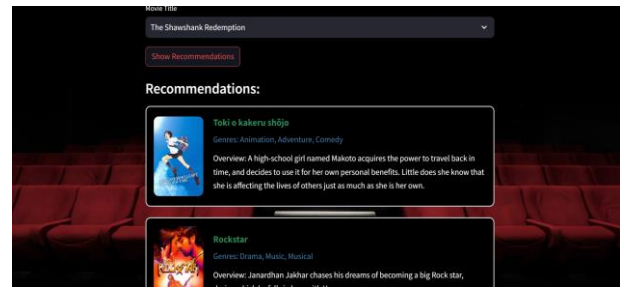 Movie Title
The Shawshank Redemption
Show Recommendations
Recommendations:
Toki o kakeru shōjo
Genres: Animation, Adventure, Comedy
Overview: A high-school girl named Makoto acquires the power to travel back in
time, and decides to use it for her own personal benefits. Little does she know that
she is affecting the lives of others just as much as she is her own.
Rockstar
Genres: Drama, Music, Musical
Overview: Janardhan Jakhar chases his dreams of becoming a big Rock star,